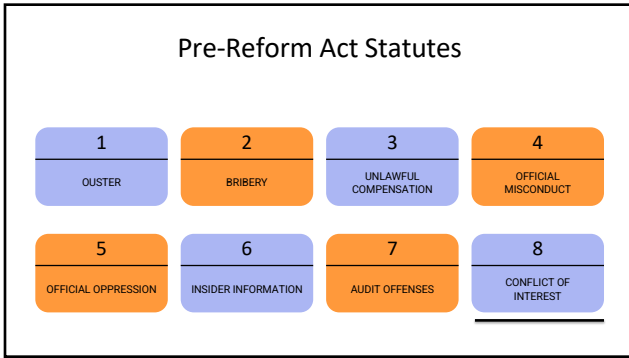 Pre-Reform Act Statutes
1
OUSTER
2
BRIBERY
3
UNLAWFUL
COMPENSATION
4
OFFICIAL
MISCONDUCT
5
OFFICIAL OPPRESSION
6
INSIDER INFORMATION
7
AUDIT OFFENSES
8
CONFLICT OF
INTEREST